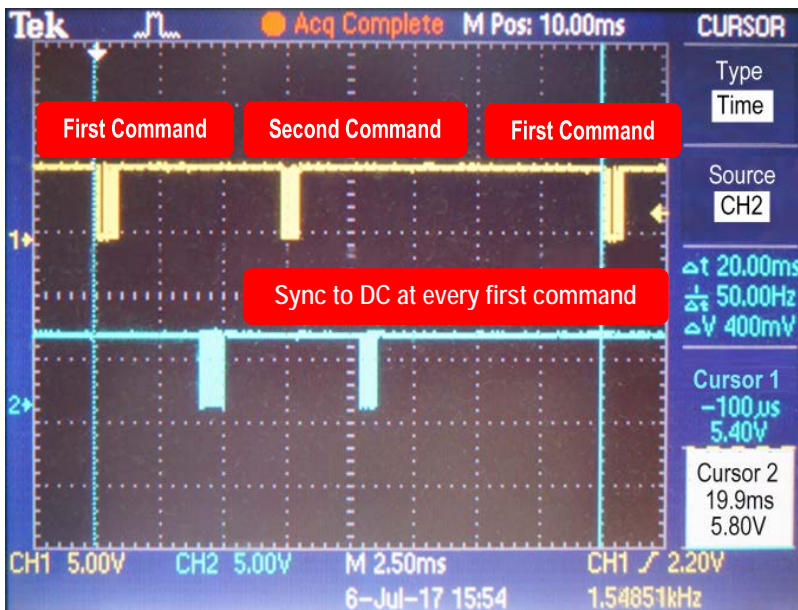 Tek Acq Complete M Pos: 10.00ms CURSOR
Type
Time
First Command Second Command First Command
Source
CH2
1
Δt 20.00ms
Sync to DC at every first command
1/Δt 50.00Hz
ΔV 400mV
Cursor 1
-100µs
5.40V
2
Cursor 2
19.9ms
5.80V
CH1 5.00V CH2 5.00V M 2.50ms CH1 2.20V
6-Jul-17 15:54 1.54851kHz